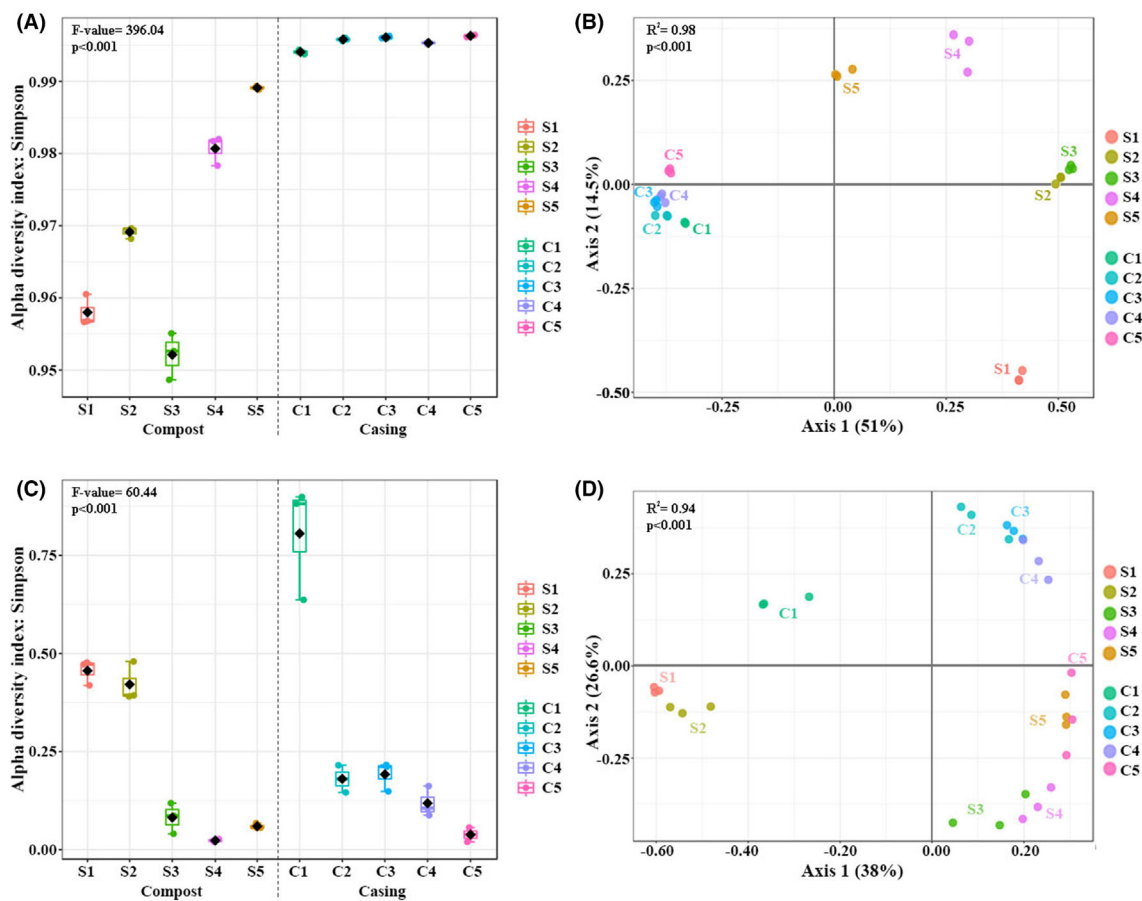 (A)
F-value= 396.04
p<0.001
Alpha diversity index: Simpson
0.99
0.98
0.97
0.96
0.95
S1 S2 S3 S4 S5 C1 C2 C3 C4 C5
Compost Casing
S1
S2
S3
S4
S5
C1
C2
C3
C4
C5
(B)
R²= 0.98
p<0.001
Axis 2 (14.5%)
0.25
0.00
-0.25
-0.50
S4
S5
S3
S2
C5
C3
C4
C2
C1
S1
-0.25 0.00 0.25 0.50
Axis 1 (51%)
S1
S2
S3
S4
S5
C1
C2
C3
C4
C5
(C)
F-value= 60.44
p<0.001
Alpha diversity index: Simpson
0.75
0.50
0.25
0.00
S1 S2 S3 S4 S5 C1 C2 C3 C4 C5
Compost Casing
S1
S2
S3
S4
S5
C1
C2
C3
C4
C5
(D)
R²= 0.94
p<0.001
Axis 2 (26.6%)
0.25
0.00
-0.25
C3
C2
C4
C1
C5
S1
S2
S5
S3
S4
-0.60 -0.40 -0.20 0.00 0.20
Axis 1 (38%)
S1
S2
S3
S4
S5
C1
C2
C3
C4
C5